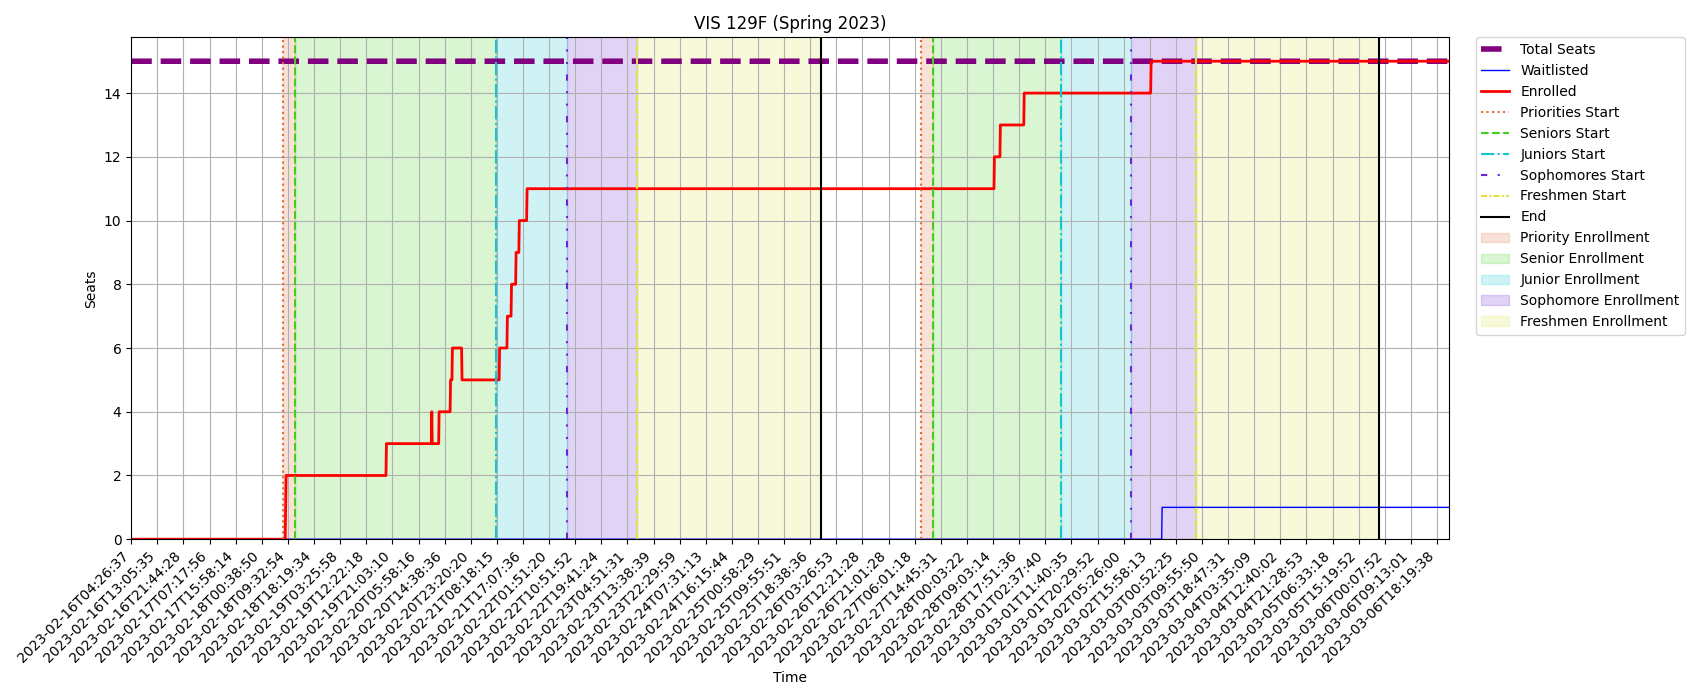 VIS 129F (Spring 2023)
Seats
14
12
10
8
6
4
2
0
2023-02-16T04:26:37
2023-02-16T13:05:35
2023-02-16T21:44:28
2023-02-17T07:17:56
2023-02-17T15:58:14
2023-02-18T00:38:50
2023-02-18T09:32:54
2023-02-18T18:19:34
2023-02-19T03:25:58
2023-02-19T12:22:18
2023-02-19T21:03:10
2023-02-20T05:58:16
2023-02-20T14:38:36
2023-02-20T23:20:20
2023-02-21T08:18:15
2023-02-21T17:07:36
2023-02-22T01:51:20
2023-02-22T10:51:52
2023-02-22T19:41:24
2023-02-23T04:51:31
2023-02-23T13:38:39
2023-02-23T22:29:59
2023-02-24T07:31:13
2023-02-24T16:15:44
2023-02-25T00:58:29
2023-02-25T09:55:51
2023-02-25T18:38:36
2023-02-26T03:26:53
2023-02-26T12:21:28
2023-02-26T21:01:28
2023-02-27T06:01:18
2023-02-27T14:45:31
2023-02-28T00:03:22
2023-02-28T09:03:14
2023-02-28T17:51:36
2023-03-01T02:37:40
2023-03-01T11:40:35
2023-03-01T20:29:52
2023-03-02T05:26:00
2023-03-02T15:58:13
2023-03-03T00:52:25
2023-03-03T09:55:50
2023-03-03T18:47:31
2023-03-04T03:35:09
2023-03-04T12:40:02
2023-03-04T21:28:53
2023-03-05T06:33:18
2023-03-05T15:19:52
2023-03-06T00:07:52
2023-03-06T09:13:01
2023-03-06T18:19:38
Time
Total Seats
Waitlisted
Enrolled
Priorities Start
Seniors Start
Juniors Start
Sophomores Start
Freshmen Start
End
Priority Enrollment
Senior Enrollment
Junior Enrollment
Sophomore Enrollment
Freshmen Enrollment